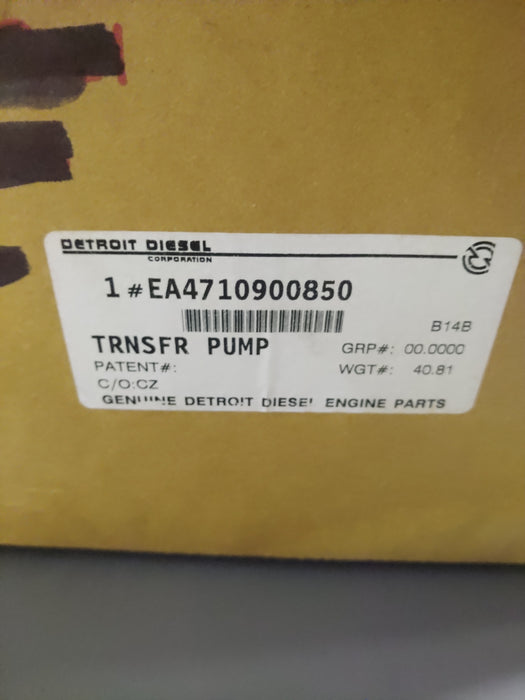 DETROIT DIESEL
CORPORATION
1 # EA4710900850
B14B
TRNSFR PUMP GRP#: 00.0000
PATENT#: WGT#: 40.81
C/O:CZ
GENUINE DETROIT DIESEL ENGINE PARTS